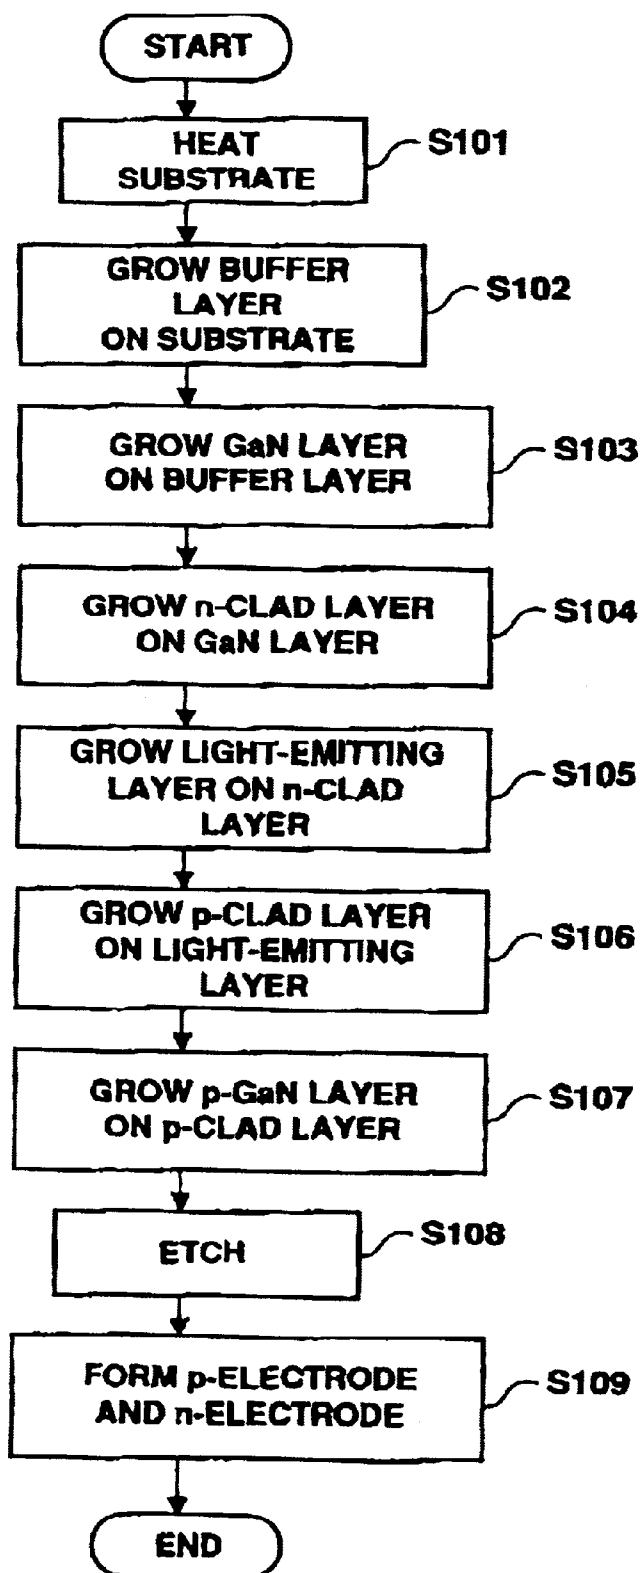 START
HEAT
SUBSTRATE
S101
GROW BUFFER
LAYER
ON SUBSTRATE
S102
GROW GaN LAYER
ON BUFFER LAYER
S103
GROW n-CLAD LAYER
ON GaN LAYER
S104
GROW LIGHT-EMITTING
LAYER ON n-CLAD
LAYER
S105
GROW p-CLAD LAYER
ON LIGHT-EMITTING
LAYER
S106
GROW p-GaN LAYER
ON p-CLAD LAYER
S107
ETCH
S108
FORM p-ELECTRODE
AND n-ELECTRODE
S109
END